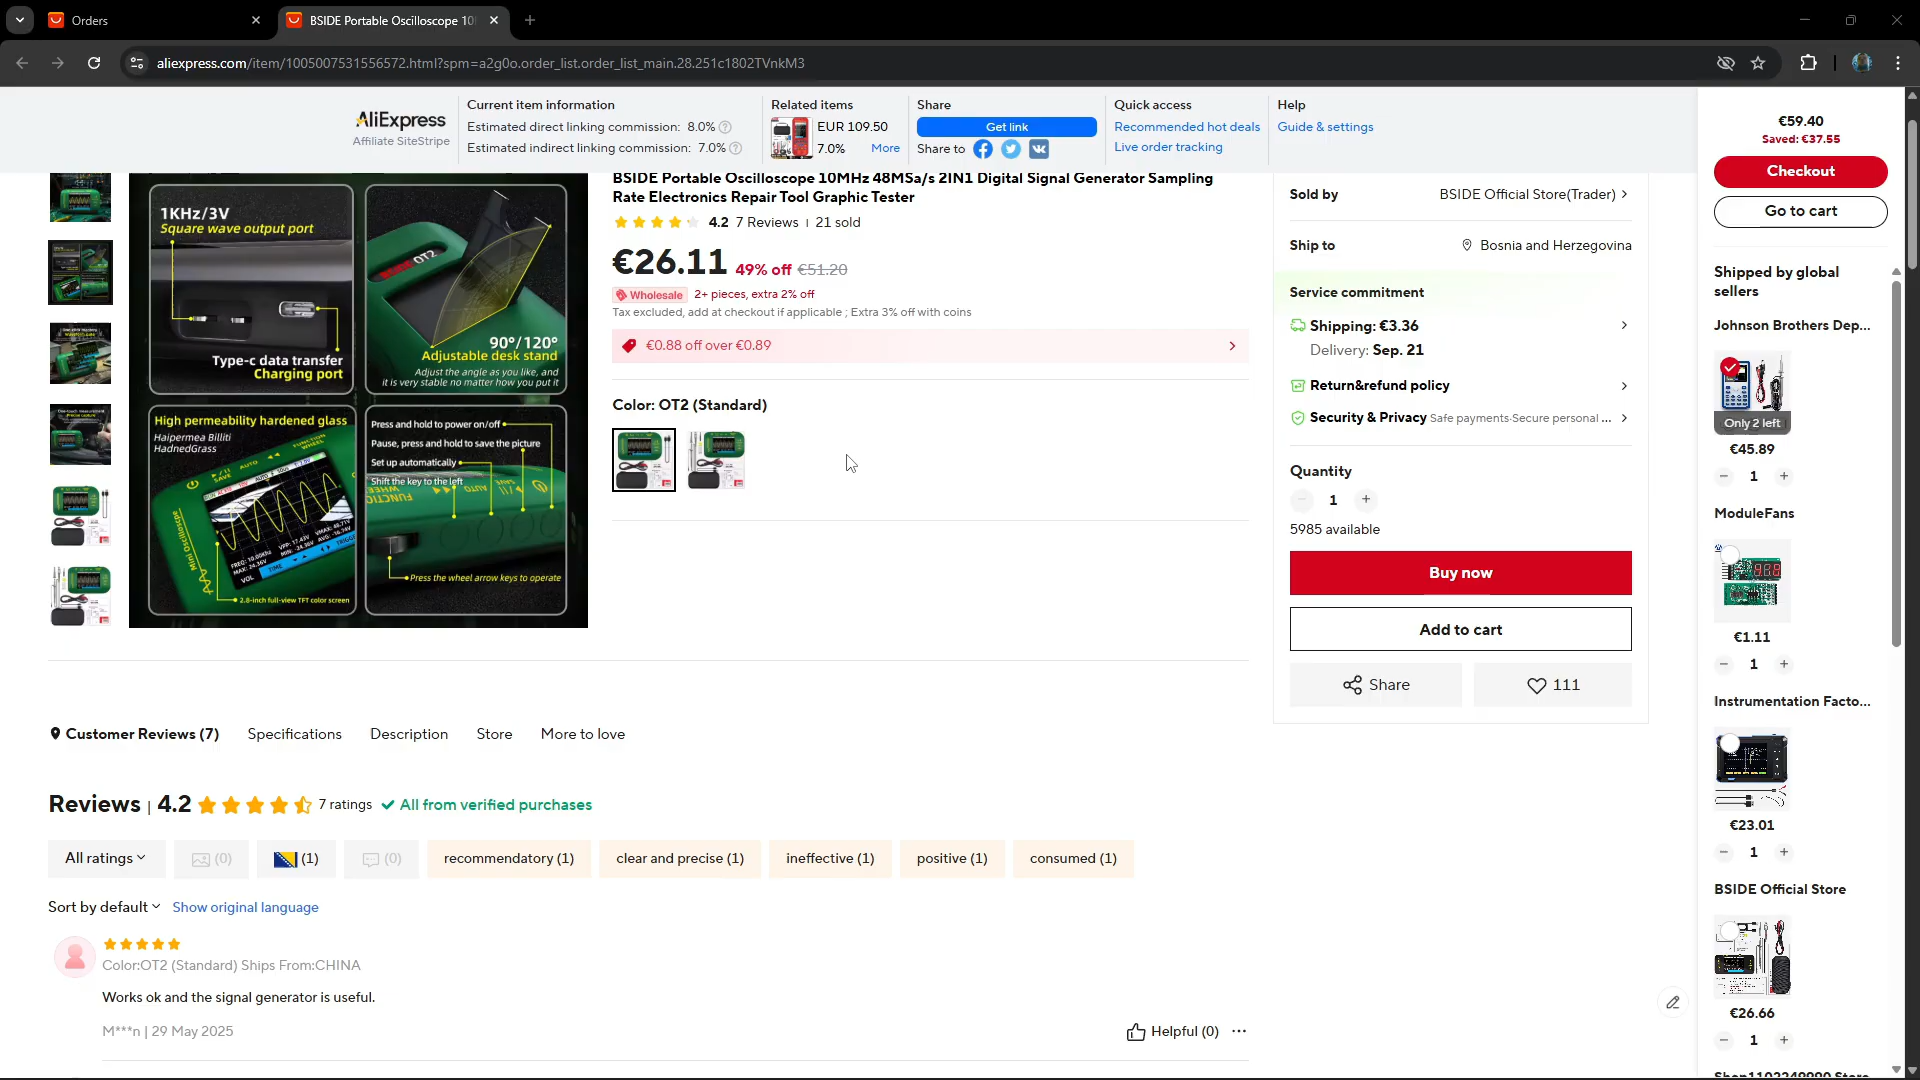 Orders
BSIDE Portable Oscilloscope 10
aliexpress.com/item/1005007531556572.html?spm=a2g0o.order_list.order_list_main.28.251c1802TVnkM3
AliExpress
Affiliate SiteStripe
Current item information
Estimated direct linking commission: 8.0%
Estimated indirect linking commission: 7.0%
Related items
EUR 109.50
7.0% More
Share
Get link
Share to
Quick access
Recommended hot deals
Live order tracking
Help
Guide & settings
1KHz/3V
Square wave output port
Type-c data transfer
Charging port
BSIDE OT2
90°/120°
Adjustable desk stand
Adjust the angle as you like, and
it is very stable no matter how you put it
High permeability hardened glass
Haipermea Billiti
HadnedGrass
Mini Oscilloscope
2.8-inch full-view TFT color screen
Press and hold to power on/off
Pause, press and hold to save the picture
Set up automatically
Shift the key to the left
Press the wheel arrow keys to operate
BSIDE Portable Oscilloscope 10MHz 48MSa/s 2IN1 Digital Signal Generator Sampling
Rate Electronics Repair Tool Graphic Tester
4.2 7 Reviews | 21 sold
€26.11 49% off €51.20
Wholesale 2+ pieces, extra 2% off
Tax excluded, add at checkout if applicable ; Extra 3% off with coins
€0.88 off over €0.89
Color: OT2 (Standard)
Sold by BSIDE Official Store(Trader)
Ship to Bosnia and Herzegovina
Service commitment
Shipping: €3.36
Delivery: Sep. 21
Return&refund policy
Security & Privacy Safe payments·Secure personal ...
Quantity
− 1 +
5985 available
Buy now
Add to cart
Share
111
Customer Reviews (7) Specifications Description Store More to love
Reviews | 4.2 7 ratings All from verified purchases
All ratings (0) (1) (0) recommendatory (1) clear and precise (1) ineffective (1) positive (1) consumed (1)
Sort by default Show original language
Color:OT2 (Standard) Ships From:CHINA
Works ok and the signal generator is useful.
M***n | 29 May 2025
Helpful (0)
€59.40
Saved: €37.55
Checkout
Go to cart
Shipped by global
sellers
Johnson Brothers Dep...
Only 2 left
€45.89
− 1 +
ModuleFans
€1.11
− 1 +
Instrumentation Facto...
€23.01
− 1 +
BSIDE Official Store
€26.66
− 1 +